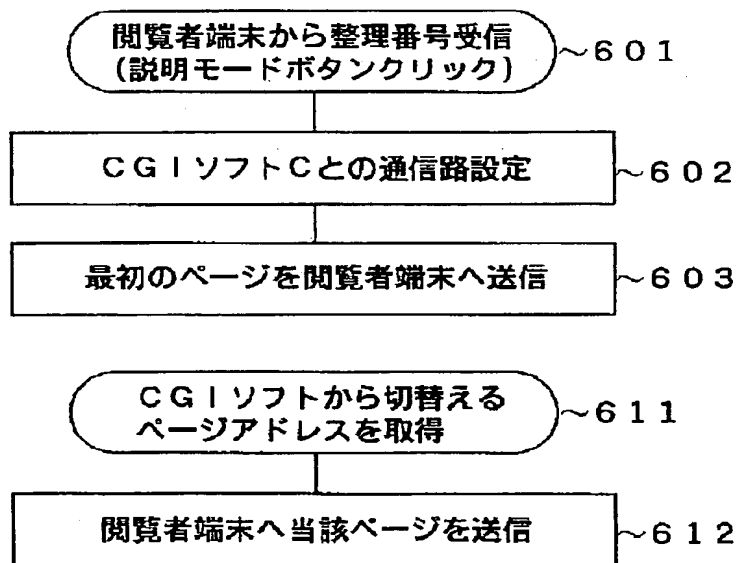 閲覧者端末から整理番号受信
(説明モードボタンクリック)
~601
CGIソフトCとの通信路設定
~602
最初のページを閲覧者端末へ送信
~603
CGIソフトから切替える
ページアドレスを取得
~611
閲覧者端末へ当該ページを送信
~612